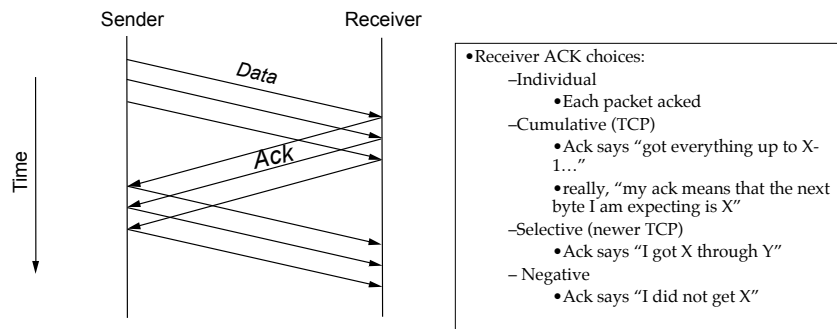 Sender
Receiver
Data
Ack
Time
•Receiver ACK choices:
–Individual
•Each packet acked
–Cumulative (TCP)
•Ack says “got everything up to X-
1…”
•really, “my ack means that the next
byte I am expecting is X”
–Selective (newer TCP)
•Ack says “I got X through Y”
– Negative
•Ack says “I did not get X”